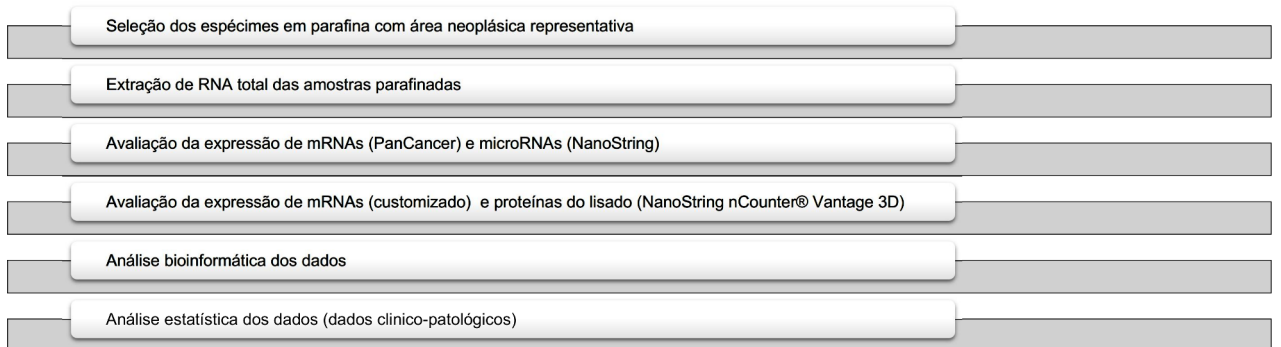 Seleção dos espécimes em parafina com área neoplásica representativa
Extração de RNA total das amostras parafinadas
Avaliação da expressão de mRNAs (PanCancer) e microRNAs (NanoString)
Avaliação da expressão de mRNAs (customizado) e proteínas do lisado (NanoString nCounter® Vantage 3D)
Análise bioinformática dos dados
Análise estatística dos dados (dados clinico-patológicos)